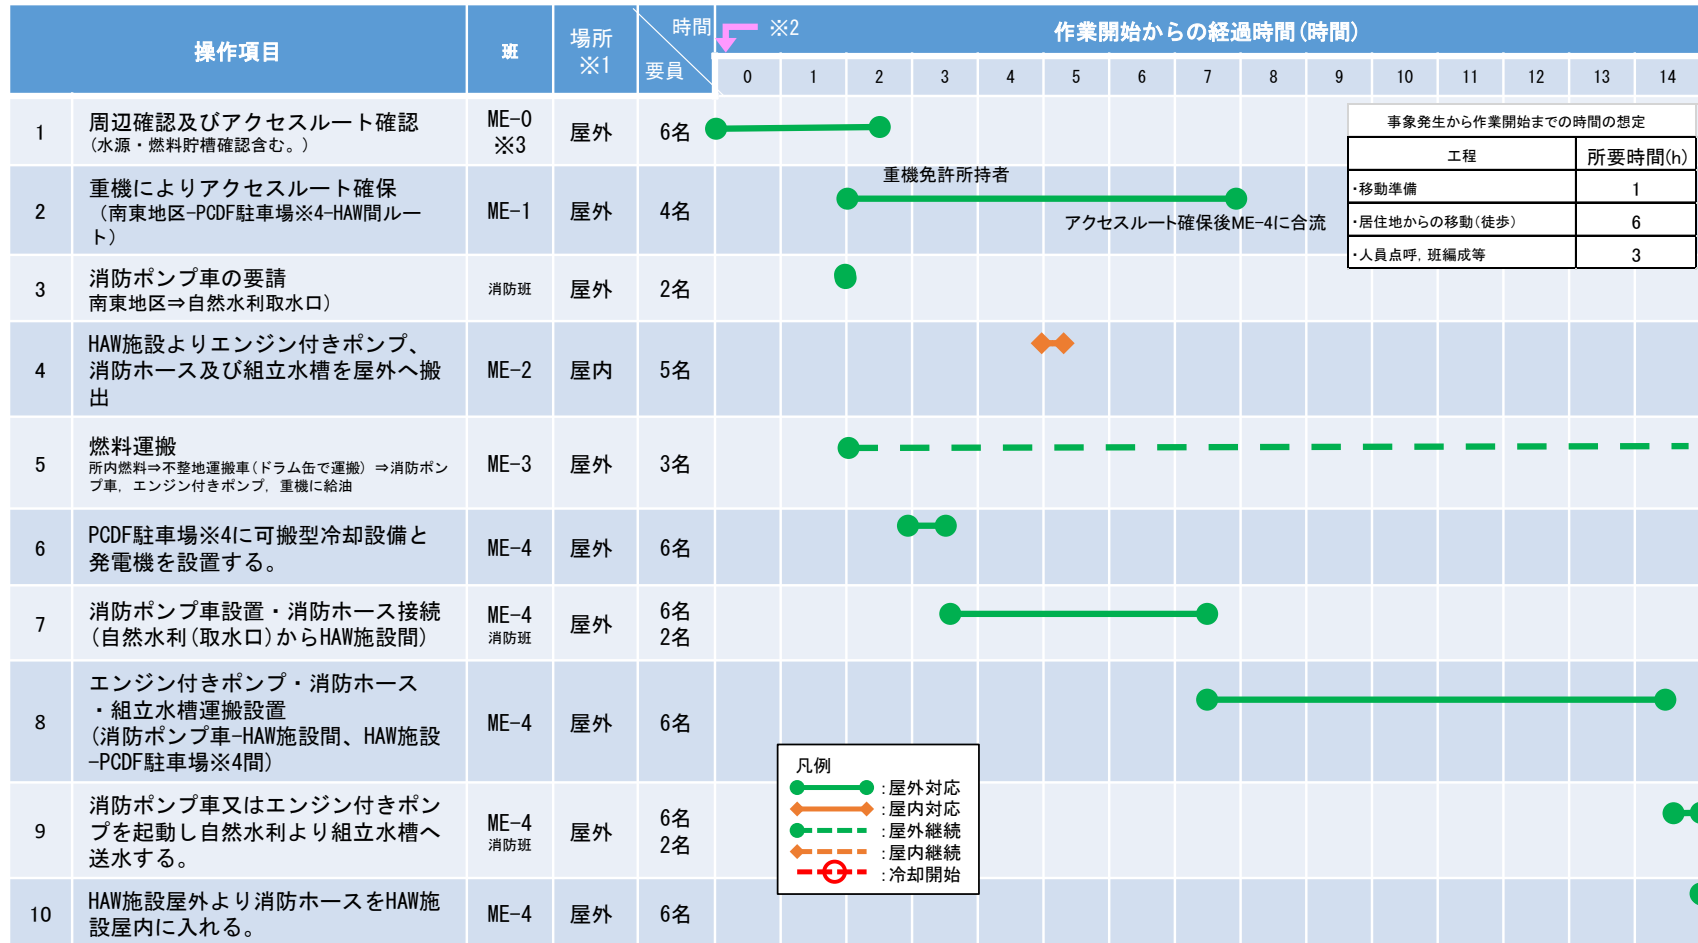 操作項目
班
場所
※1
時間
要員
※2
作業開始からの経過時間(時間)
0 1 2 3 4 5 6 7 8 9 10 11 12 13 14
1
周辺確認及びアクセスルート確認
(水源・燃料貯槽確認含む。)
ME-0
※3
屋外
6名
事象発生から作業開始までの時間の想定
工程 所要時間(h)
・移動準備 1
・居住地からの移動(徒歩) 6
・人員点呼, 班編成等 3
2
重機によりアクセスルート確保
(南東地区-PCDF駐車場※4-HAW間ルー
ト)
ME-1
屋外
4名
重機免許所持者
アクセスルート確保後ME-4に合流
3
消防ポンプ車の要請
南東地区⇒自然水利取水口)
消防班
屋外
2名
4
HAW施設よりエンジン付きポンプ、
消防ホース及び組立水槽を屋外へ搬
出
ME-2
屋内
5名
5
燃料運搬
所内燃料⇒不整地運搬車(ドラム缶で運搬) ⇒消防ポン
プ車, エンジン付きポンプ, 重機に給油
ME-3
屋外
3名
6
PCDF駐車場※4に可搬型冷却設備と
発電機を設置する。
ME-4
屋外
6名
7
消防ポンプ車設置・消防ホース接続
(自然水利(取水口)からHAW施設間)
ME-4
消防班
屋外
6名
2名
8
エンジン付きポンプ・消防ホース
・組立水槽運搬設置
(消防ポンプ車-HAW施設間、HAW施設
-PCDF駐車場※4間)
ME-4
屋外
6名
凡例
:屋外対応
:屋内対応
:屋外継続
:屋内継続
:冷却開始
9
消防ポンプ車又はエンジン付きポン
プを起動し自然水利より組立水槽へ
送水する。
ME-4
消防班
屋外
6名
2名
10
HAW施設屋外より消防ホースをHAW施
設屋内に入れる。
ME-4
屋外
6名